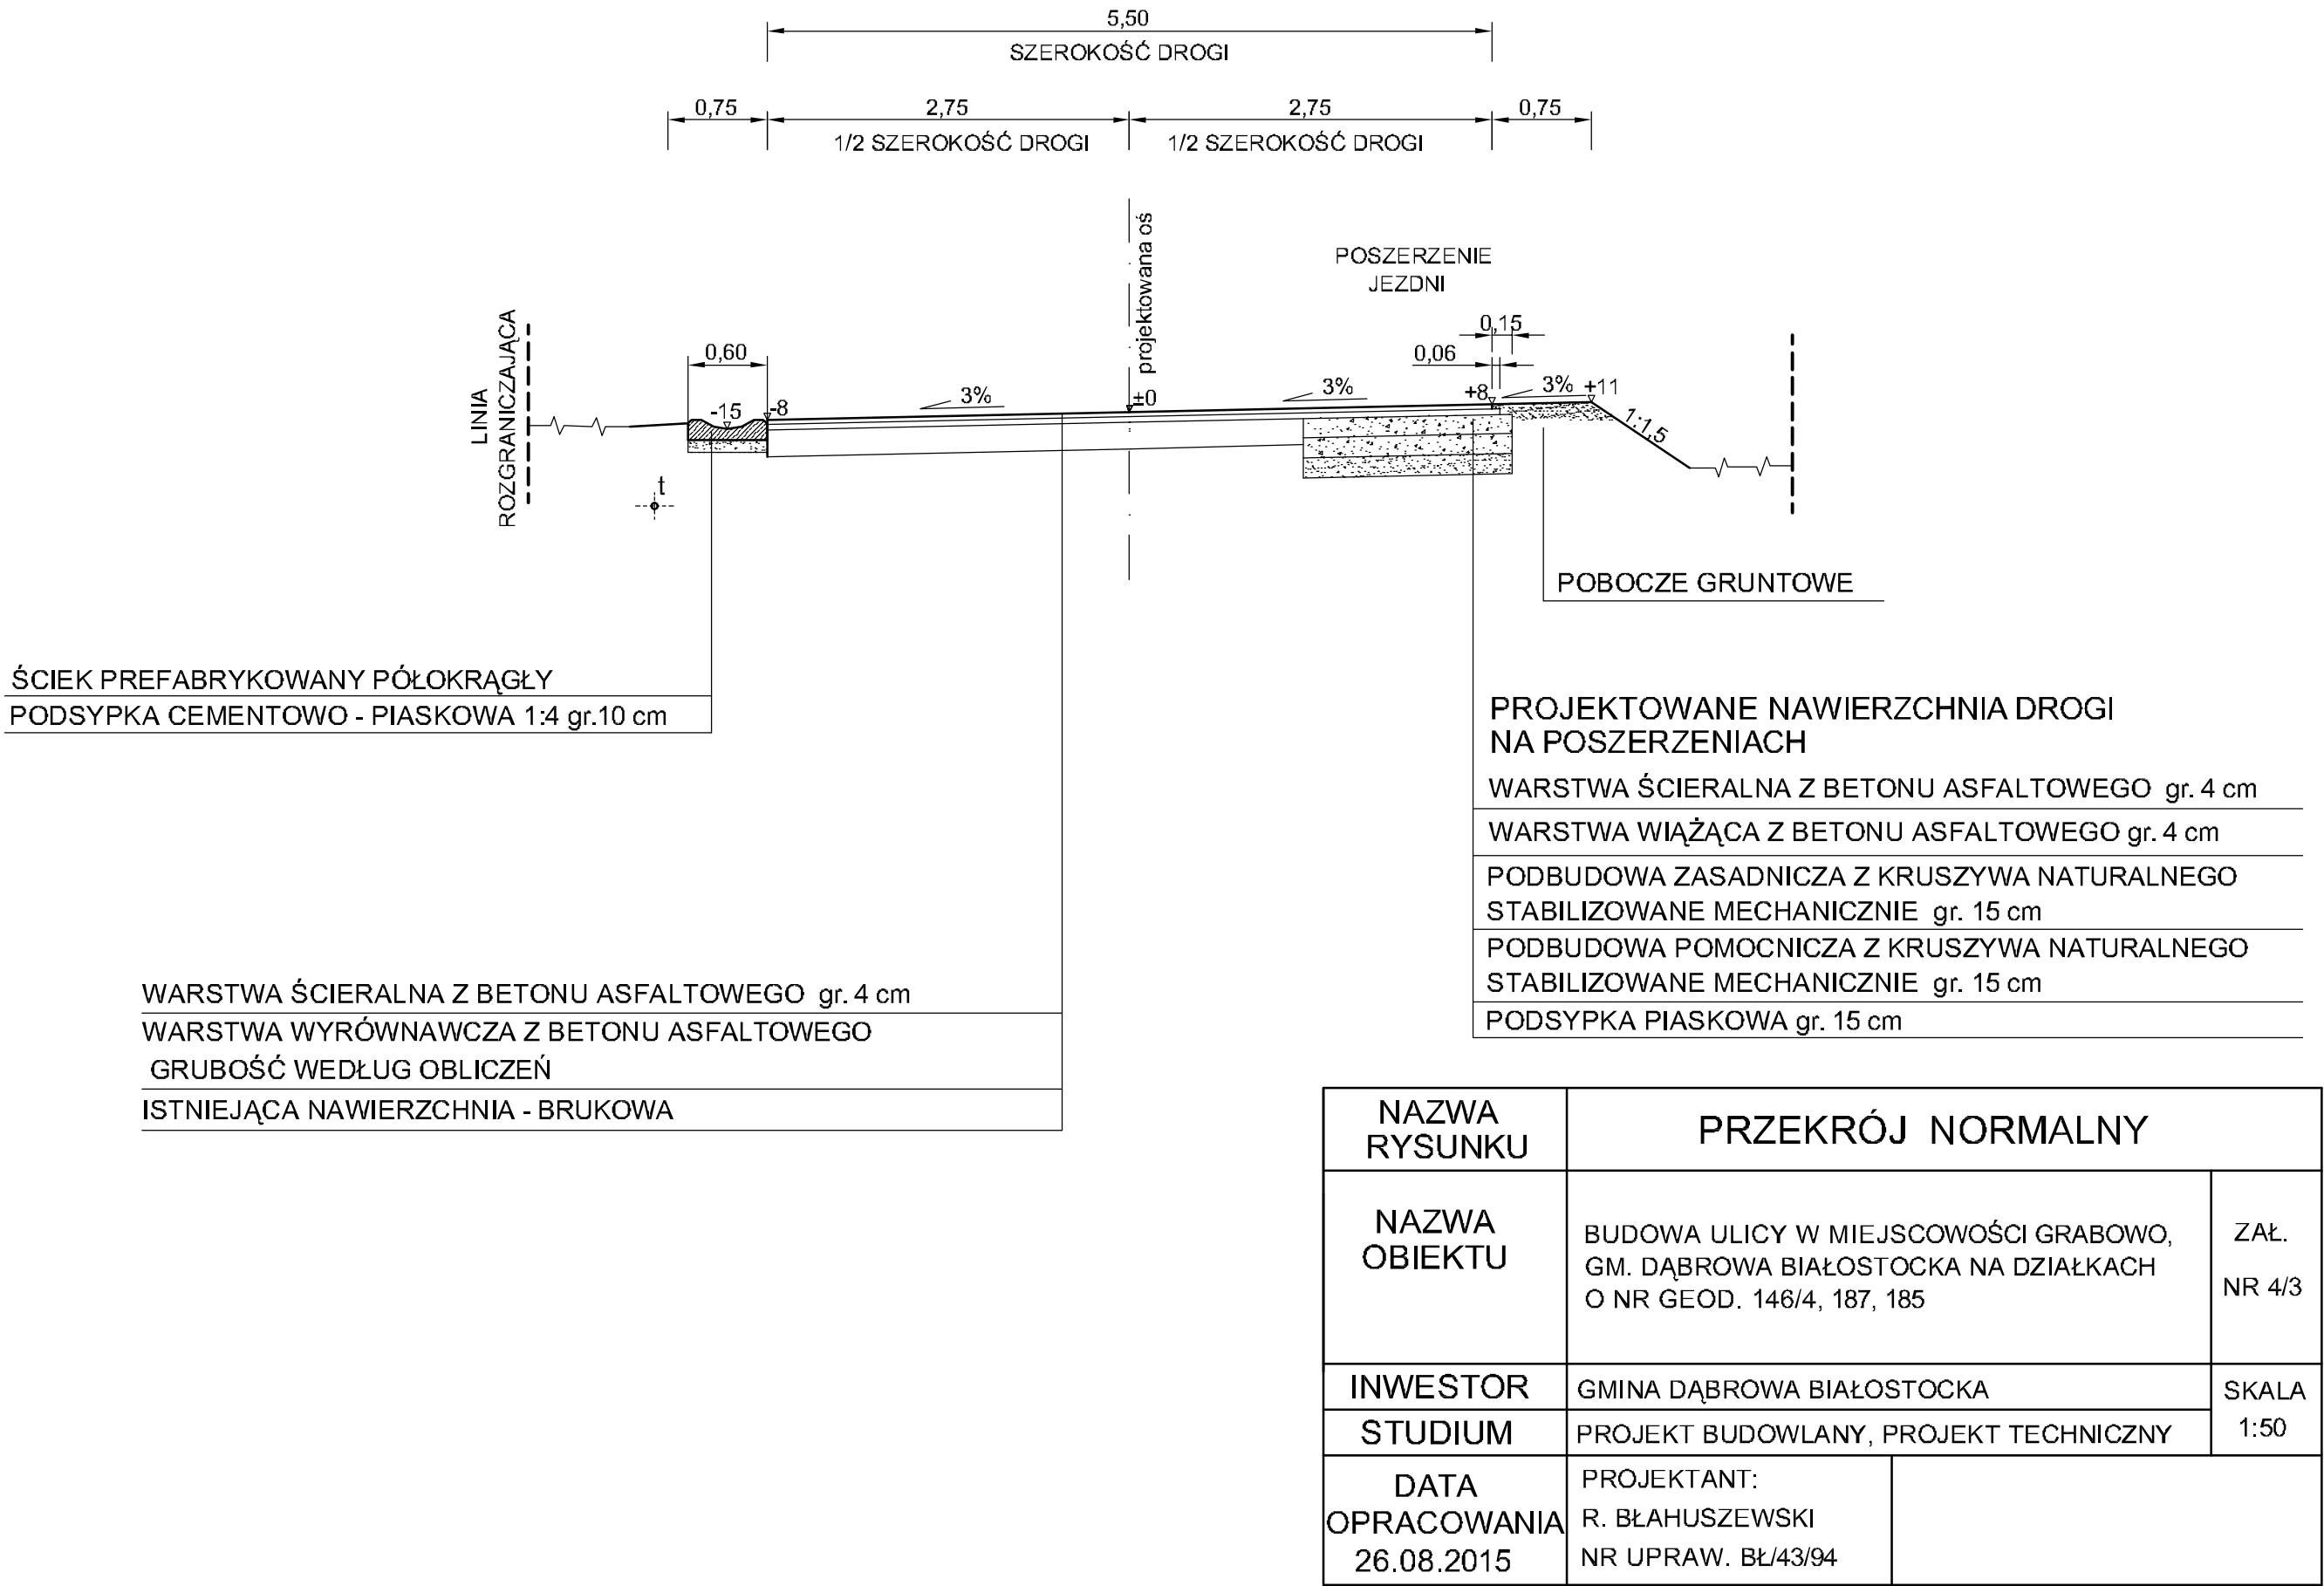 5,50
SZEROKOŚĆ DROGI
0,75
2,75
2,75
0,75
1/2 SZEROKOŚĆ DROGI
1/2 SZEROKOŚĆ DROGI
projektowana oś
POSZERZENIE
JEZDNI
LINIA
ROZGRANICZAJĄCA
0,60
0,15
0,06
-15
-8
3%
±0
3%
+8
3%
+11
1:1,5
t
POBOCZE GRUNTOWE
ŚCIEK PREFABRYKOWANY PÓŁOKRĄGŁY
PODSYPKA CEMENTOWO - PIASKOWA 1:4 gr.10 cm
PROJEKTOWANE NAWIERZCHNIA DROGI
NA POSZERZENIACH
WARSTWA ŚCIERALNA Z BETONU ASFALTOWEGO gr. 4 cm
WARSTWA WIĄŻĄCA Z BETONU ASFALTOWEGO gr. 4 cm
PODBUDOWA ZASADNICZA Z KRUSZYWA NATURALNEGO
STABILIZOWANE MECHANICZNIE gr. 15 cm
PODBUDOWA POMOCNICZA Z KRUSZYWA NATURALNEGO
STABILIZOWANE MECHANICZNIE gr. 15 cm
PODSYPKA PIASKOWA gr. 15 cm
WARSTWA ŚCIERALNA Z BETONU ASFALTOWEGO gr. 4 cm
WARSTWA WYRÓWNAWCZA Z BETONU ASFALTOWEGO
GRUBOŚĆ WEDŁUG OBLICZEŃ
ISTNIEJĄCA NAWIERZCHNIA - BRUKOWA
NAZWA
RYSUNKU
PRZEKRÓJ NORMALNY
NAZWA
OBIEKTU
BUDOWA ULICY W MIEJSCOWOŚCI GRABOWO,
GM. DĄBROWA BIAŁOSTOCKA NA DZIAŁKACH
O NR GEOD. 146/4, 187, 185
ZAŁ.
NR 4/3
INWESTOR
GMINA DĄBROWA BIAŁOSTOCKA
SKALA
1:50
STUDIUM
PROJEKT BUDOWLANY, PROJEKT TECHNICZNY
DATA
OPRACOWANIA
26.08.2015
PROJEKTANT:
R. BŁAHUSZEWSKI
NR UPRAW. BŁ/43/94